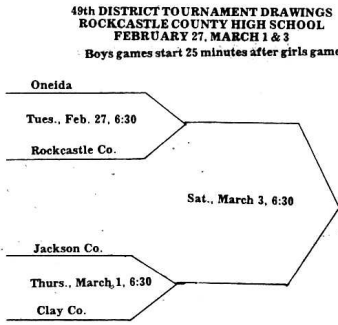 49th DISTRICT TOURNAMENT DRAWINGS
ROCKCASTLE COUNTY HIGH SCHOOL
FEBRUARY 27, MARCH 1 & 3
Boys games start 25 minutes after girls game
Oneida
Tues., Feb. 27, 6:30
Rockcastle Co.
Sat., March 3, 6:30
Jackson Co.
Thurs., March 1, 6:30
Clay Co.